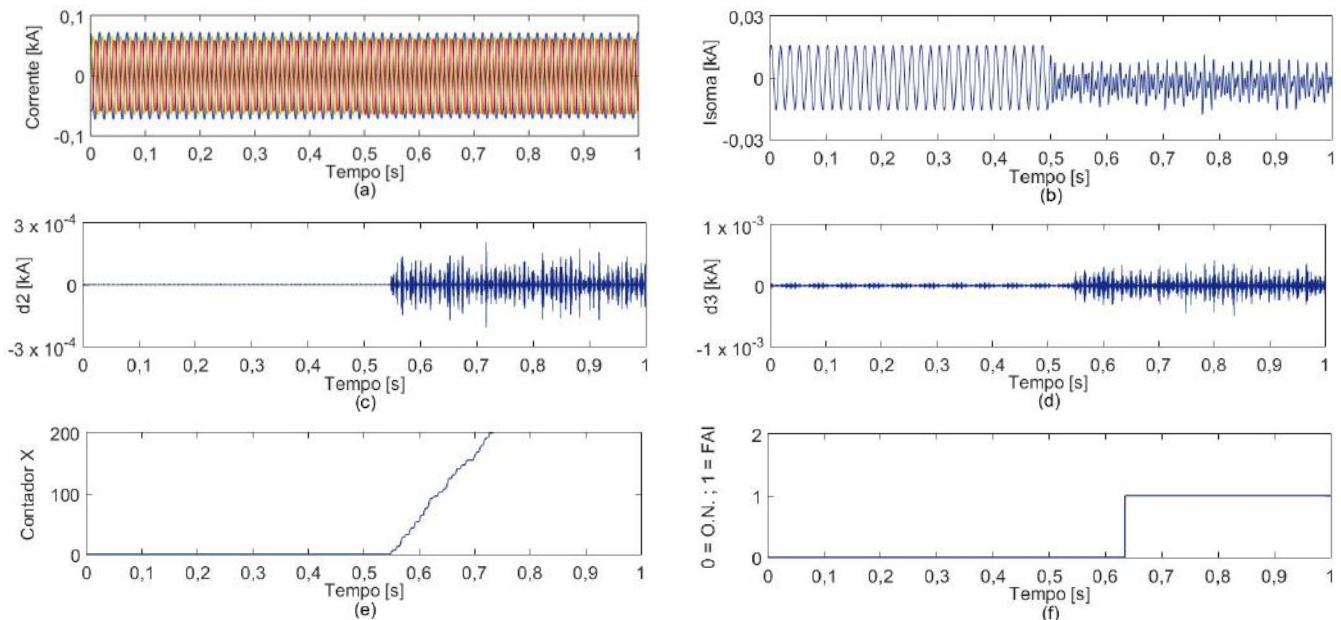 0,1
Corrente [kA]
0
-0,1
0 0,1 0,2 0,3 0,4 0,5 0,6 0,7 0,8 0,9 1
Tempo [s]
(a)
0,03
Isoma [kA]
0
-0,03
0 0,1 0,2 0,3 0,4 0,5 0,6 0,7 0,8 0,9 1
Tempo [s]
(b)
3 x 10⁻⁴
d2 [kA]
0
-3 x 10⁻⁴
0 0,1 0,2 0,3 0,4 0,5 0,6 0,7 0,8 0,9 1
Tempo [s]
(c)
1 x 10⁻³
d3 [kA]
0
-1 x 10⁻³
0 0,1 0,2 0,3 0,4 0,5 0,6 0,7 0,8 0,9 1
Tempo [s]
(d)
200
Contador X
100
0
0 0,1 0,2 0,3 0,4 0,5 0,6 0,7 0,8 0,9 1
Tempo [s]
(e)
2
0 = O.N. ; 1 = FAI
1
0
0 0,1 0,2 0,3 0,4 0,5 0,6 0,7 0,8 0,9 1
Tempo [s]
(f)